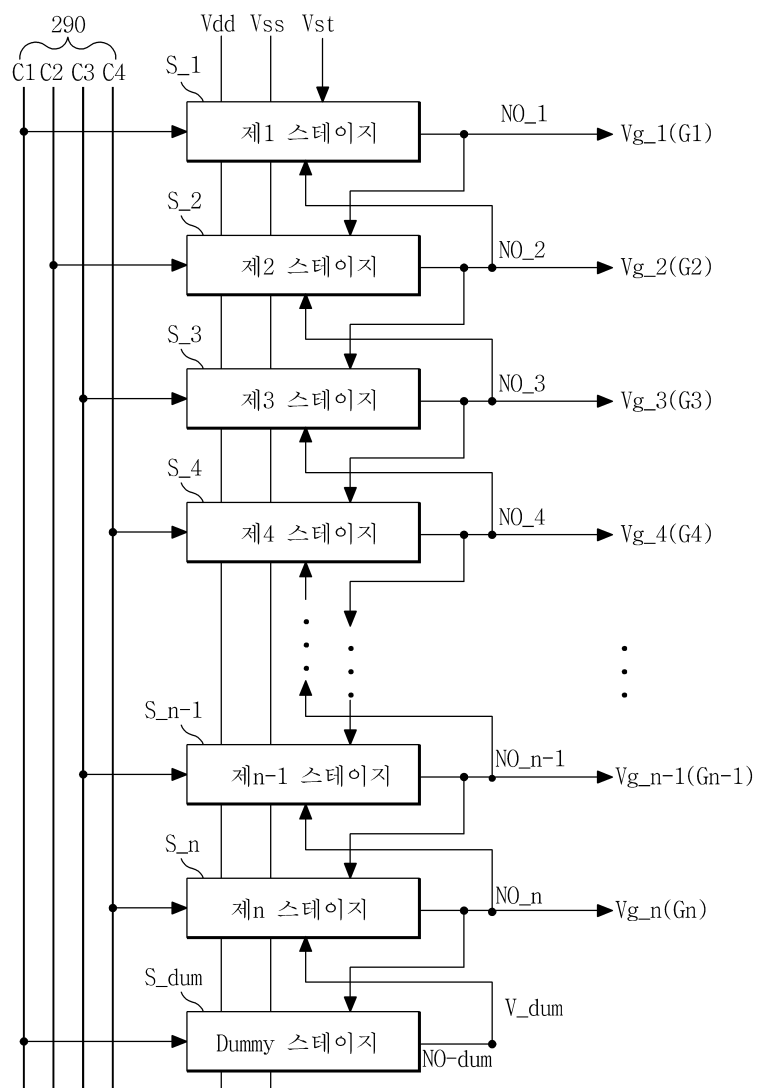 290
Vdd Vss Vst
C1 C2 C3 C4
S_1
제1 스테이지
NO_1
Vg_1(G1)
S_2
제2 스테이지
NO_2
Vg_2(G2)
S_3
제3 스테이지
NO_3
Vg_3(G3)
S_4
제4 스테이지
NO_4
Vg_4(G4)
S_n-1
제n-1 스테이지
NO_n-1
Vg_n-1(Gn-1)
S_n
제n 스테이지
NO_n
Vg_n(Gn)
S_dum
Dummy 스테이지
V_dum
NO-dum